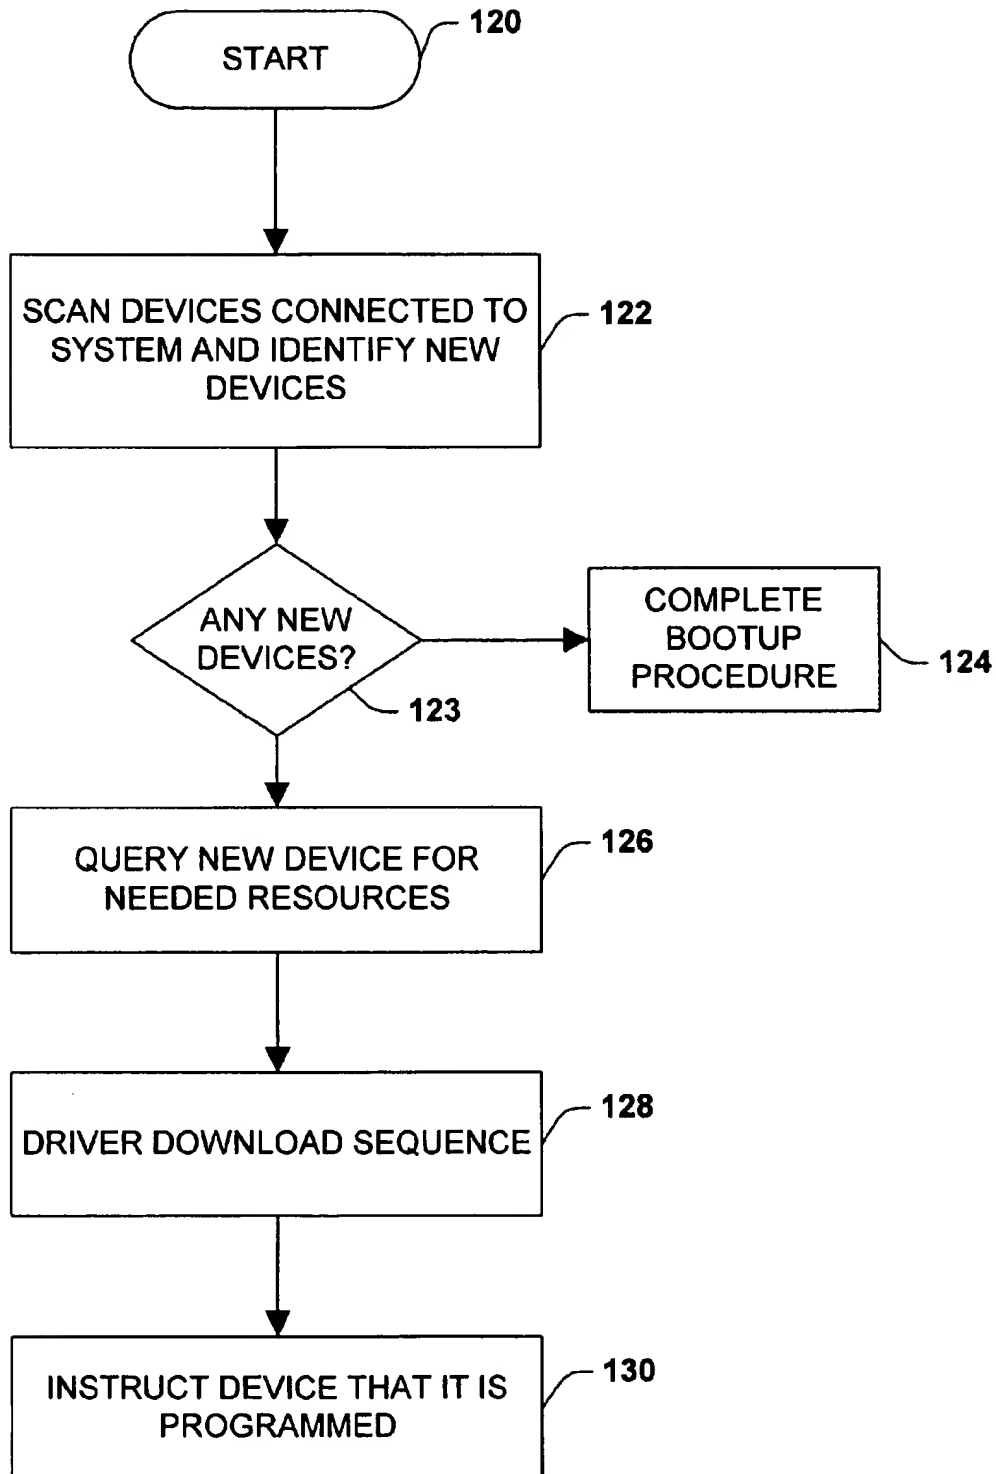 120
START
122
SCAN DEVICES CONNECTED TO
SYSTEM AND IDENTIFY NEW
DEVICES
ANY NEW
DEVICES?
123
COMPLETE
BOOTUP
PROCEDURE
124
126
QUERY NEW DEVICE FOR
NEEDED RESOURCES
128
DRIVER DOWNLOAD SEQUENCE
130
INSTRUCT DEVICE THAT IT IS
PROGRAMMED